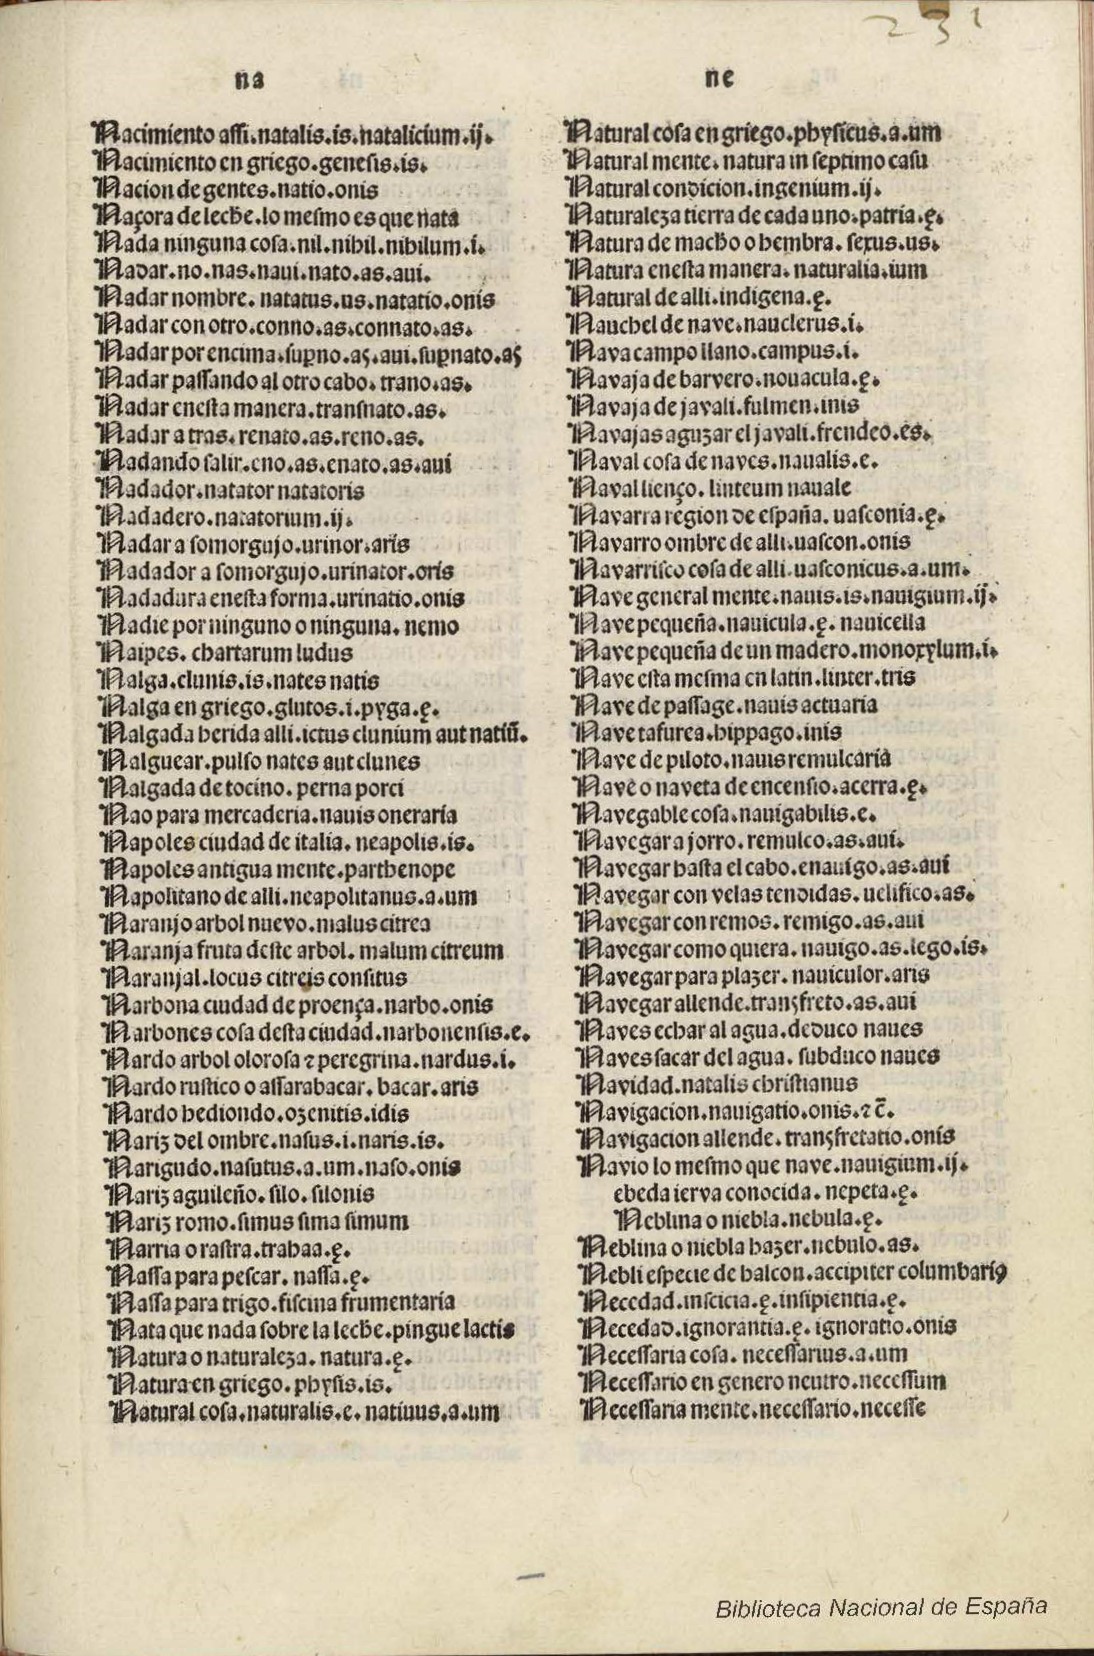 231
na
Nacimiento assi.natalis.is.natalicium.ij.
Nacimiento en griego.genesis.is.
Nacion de gentes.natio.onis
Naçora de leche.lo mesmo es que nata
Nada ninguna cosa.nil.nihil.nihilum.i.
Nadar.no.nas.naui.nato.as.aui.
Nadar nombre. natatus.us.natatio.onis
Nadar con otro.conno.as.connato.as.
Nadar por encima.suꝑno.as.aui.suꝑnato.as
Nadar passando al otro cabo. trano.as.
Nadar enesta manera.transnato.as.
Nadar a tras. renato.as.reno.as.
Nadando salir.eno.as.enato.as.aui
Nadador.natator natatoris
Nadadero.natatorium.ij.
Nadar a somorgujo.urinor.aris
Nadador a somorgujo.urinator.oris
Nadadura enesta forma.urinatio.onis
Nadie por ninguno o ninguna. nemo
Naipes. chartarum ludus
Nalga.clunis.is.nates natis
Nalga en griego.glutos.i.pyga.ę.
Nalgada herida alli.ictus clunium aut natiū.
Nalguear.pulso nates aut clunes
Nalgada de tocino. perna porci
Nao para mercaderia.nauis oneraria
Napoles ciudad de italia. neapolis.is.
Napoles antigua mente.parthenope
Napolitano de alli.neapolitanus.a.um
Naranjo arbol nuevo.malus citrea
Naranja fruta deste arbol. malum citreum
Naranjal.locus citreis consitus
Narbona ciudad de proença.narbo.onis
Narbones cosa desta ciudad.narbonensis.e.
Nardo arbol olorosa ⁊ peregrina.nardus.i.
Nardo rustico o assarabacar. bacar.aris
Nardo hediondo.ozenitis.idis
Nariz del ombre.nasus.i.naris.is.
Narigudo.nasutus.a.um.naso.onis
Nariz aguileño.silo.silonis
Nariz romo.simus sima simum
Narria o rastra.trahaa.ę.
Nassa para pescar. nassa.ę.
Nassa para trigo.fiscina frumentaria
Nata que nada sobre la leche.pingue lactis
Natura o naturaleza. natura.ę.
Natura en griego.physis.is.
Natural cosa.naturalis.e. natiuus.a.um
ne
Natural cosa en griego.physicus.a.um
Natural mente. natura in septimo casu
Natural condicion.ingenium.ij.
Naturaleza tierra de cada uno.patria.ę.
Natura de macho o hembra. sexus.us.
Natura enesta manera. naturalia.ium
Natural de alli.indigena.ę.
Nauchel de nave.nauclerus.i.
Nava campo llano.campus.i.
Navaja de barvero.nouacula.ę.
Navaja de javali.fulmen.inis
Navajas aguzar el javali.frendeo.es.
Naval cosa de naves.naualis.e.
Naval lienço. linteum nauale
Navarra region de españa. uasconia.ę.
Navarro ombre de alli.uascon.onis
Navarrisco cosa de alli.uasconicus.a.um.
Nave general mente.nauis.is.nauigium.ij.
Nave pequeña.nauicula.ę. nauicella
Nave pequeña de un madero.monoxylum.i.
Nave esta mesma en latin.linter.tris
Nave de passage.nauis actuaria
Nave tafurea.hippago.inis
Nave de piloto.nauis remulcaria
Nave o naveta de encensio.acerra.ę.
Navegable cosa.nauigabilis.e.
Navegar a jorro. remulco.as.aui.
Navegar hasta el cabo.enauigo.as.aui
Navegar con velas tendidas. uelifico.as.
Navegar con remos. remigo.as.aui
Navegar como quiera. nauigo.as.lego.is.
Navegar para plazer. nauiculor.aris
Navegar allende.transfreto.as.aui
Naves echar al agua.deduco naues
Naves sacar del agua. subduco naues
Navidad.natalis christianus
Navigacion.nauigatio.onis.⁊ c̄.
Navigacion allende. transfretatio.onis
Navio lo mesmo que nave.nauigium.ij.
ebeda ierva conocida. nepeta.ę.
Neblina o niebla.nebula.ę.
Neblina o niebla hazer.nebulo.as.
Nebli especie de halcon.accipiter columbariꝰ
Necedad.inscicia.ę.insipientia.ę.
Necedad.ignorantia.ę. ignoratio.onis
Necessaria cosa. necessarius.a.um
Necessario en genero neutro.necessum
Necessaria mente.necessario.necesse
Biblioteca Nacional de España